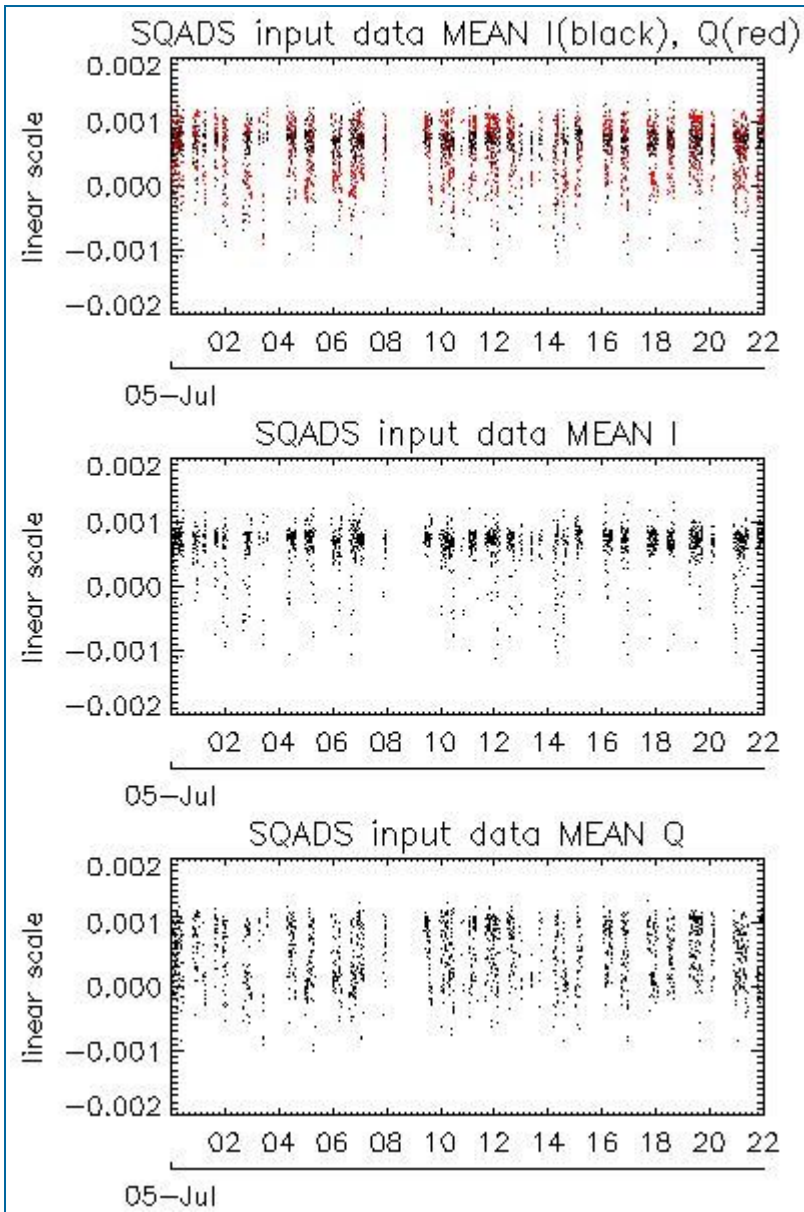 SQADS input data MEAN I(black), Q(red)
0.002
0.001
0.000
-0.001
-0.002
linear scale
02 04 06 08 10 12 14 16 18 20 22
05-Jul
SQADS input data MEAN I
0.002
0.001
0.000
-0.001
-0.002
linear scale
02 04 06 08 10 12 14 16 18 20 22
05-Jul
SQADS input data MEAN Q
0.002
0.001
0.000
-0.001
-0.002
linear scale
02 04 06 08 10 12 14 16 18 20 22
05-Jul